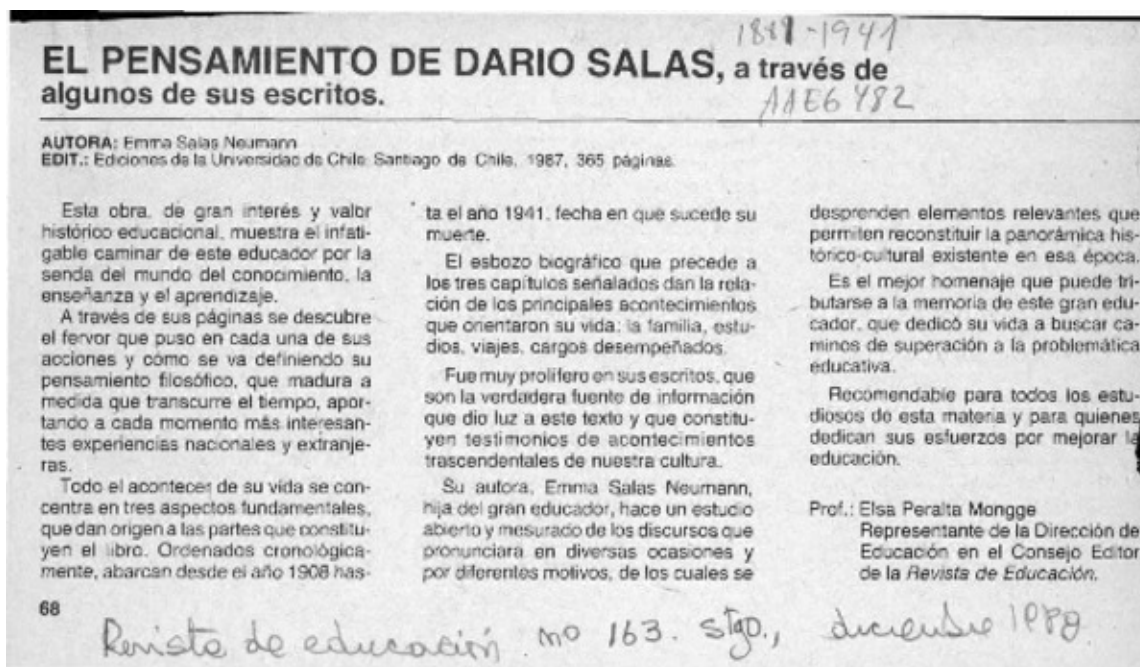 1881-1941
EL PENSAMIENTO DE DARIO SALAS, a través de
algunos de sus escritos.
AAE6482
AUTORA: Emma Salas Neumann
EDIT.: Ediciones de la Universidad de Chile. Santiago de Chile, 1987, 365 páginas.
Esta obra, de gran interés y valor
histórico educacional, muestra el infati-
gable caminar de este educador por la
senda del mundo del conocimiento, la
enseñanza y el aprendizaje.
A través de sus páginas se descubre
el fervor que puso en cada una de sus
acciones y cómo se va definiendo su
pensamiento filosófico, que madura a
medida que transcurre el tiempo, apor-
tando a cada momento más interesan-
tes experiencias nacionales y extranje-
ras.
Todo el acontecer de su vida se con-
centra en tres aspectos fundamentales,
que dan origen a las partes que constitu-
yen el libro. Ordenados cronológica-
mente, abarcan desde el año 1908 has-
ta el año 1941, fecha en que sucede su
muerte.
El esbozo biográfico que precede a
los tres capítulos señalados dan la rela-
ción de los principales acontecimientos
que orientaron su vida: la familia, estu-
dios, viajes, cargos desempeñados.
Fue muy prolífero en sus escritos, que
son la verdadera fuente de información
que dio luz a este texto y que constitu-
yen testimonios de acontecimientos
trascendentales de nuestra cultura.
Su autora, Emma Salas Neumann,
hija del gran educador, hace un estudio
abierto y mesurado de los discursos que
pronunciara en diversas ocasiones y
por diferentes motivos, de los cuales se
desprenden elementos relevantes que
permiten reconstituir la panorámica his-
tórico-cultural existente en esa época.
Es el mejor homenaje que puede tri-
butarse a la memoria de este gran edu-
cador, que dedicó su vida a buscar ca-
minos de superación a la problemática
educativa.
Recomendable para todos los estu-
diosos de esta materia y para quienes
dedican sus esfuerzos por mejorar la
educación.
Prof.: Elsa Peralta Mongge
Representante de la Dirección de
Educación en el Consejo Editor
de la Revista de Educación.
68
Revista de educación nº 163. Stgo., diciembre